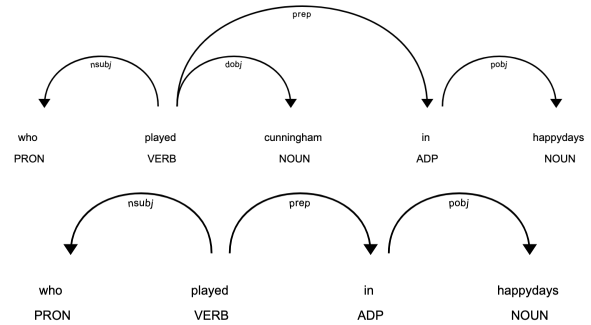 prep
nsubj dobj pobj
who played cunningham in happydays
PRON VERB NOUN ADP NOUN
nsubj prep pobj
who played in happydays
PRON VERB ADP NOUN